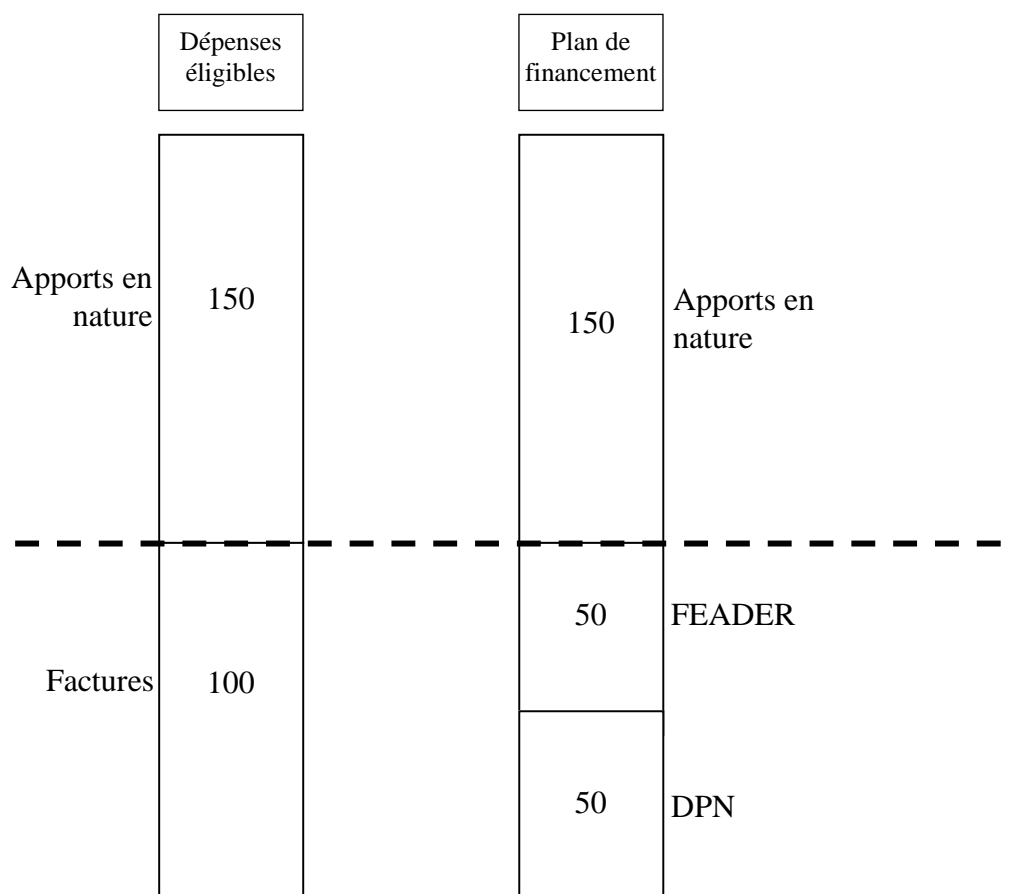 Dépenses
éligibles
Plan de
financement
Apports en
nature
150
150
Apports en
nature
Factures
100
50
FEADER
50
DPN